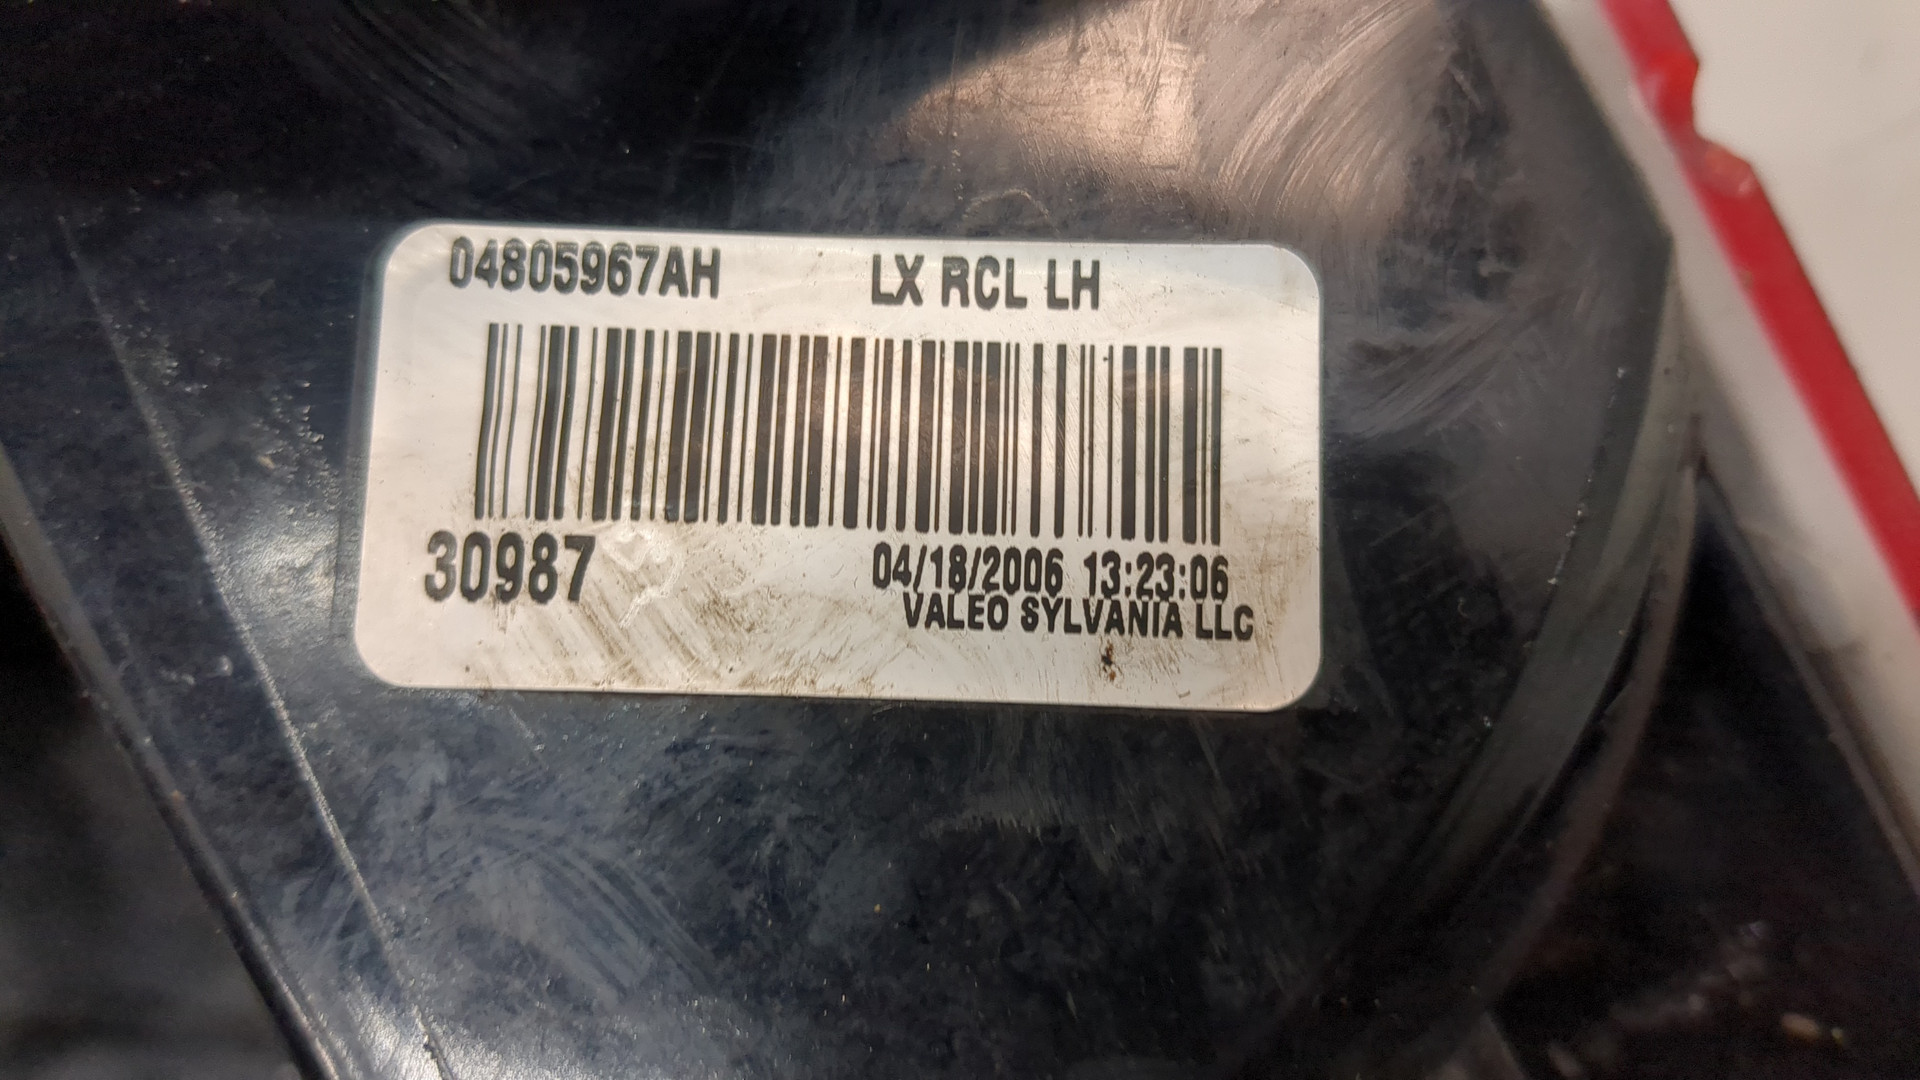 04805967AH LX RCL LH
30987 04/18/2006 13:23:06
VALEO SYLVANIA LLC